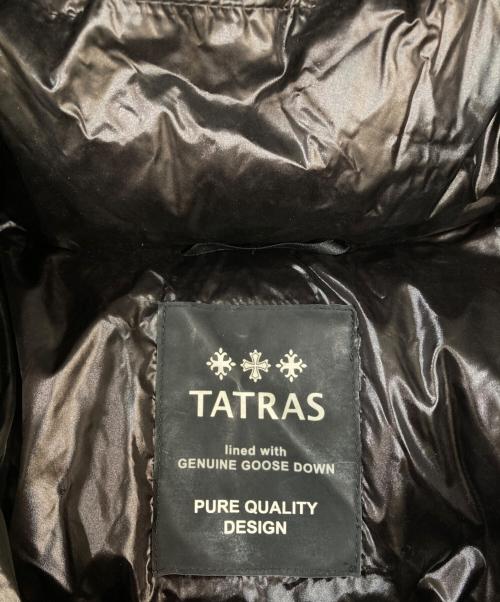 TATRAS
lined with
GENUINE GOOSE DOWN
PURE QUALITY
DESIGN